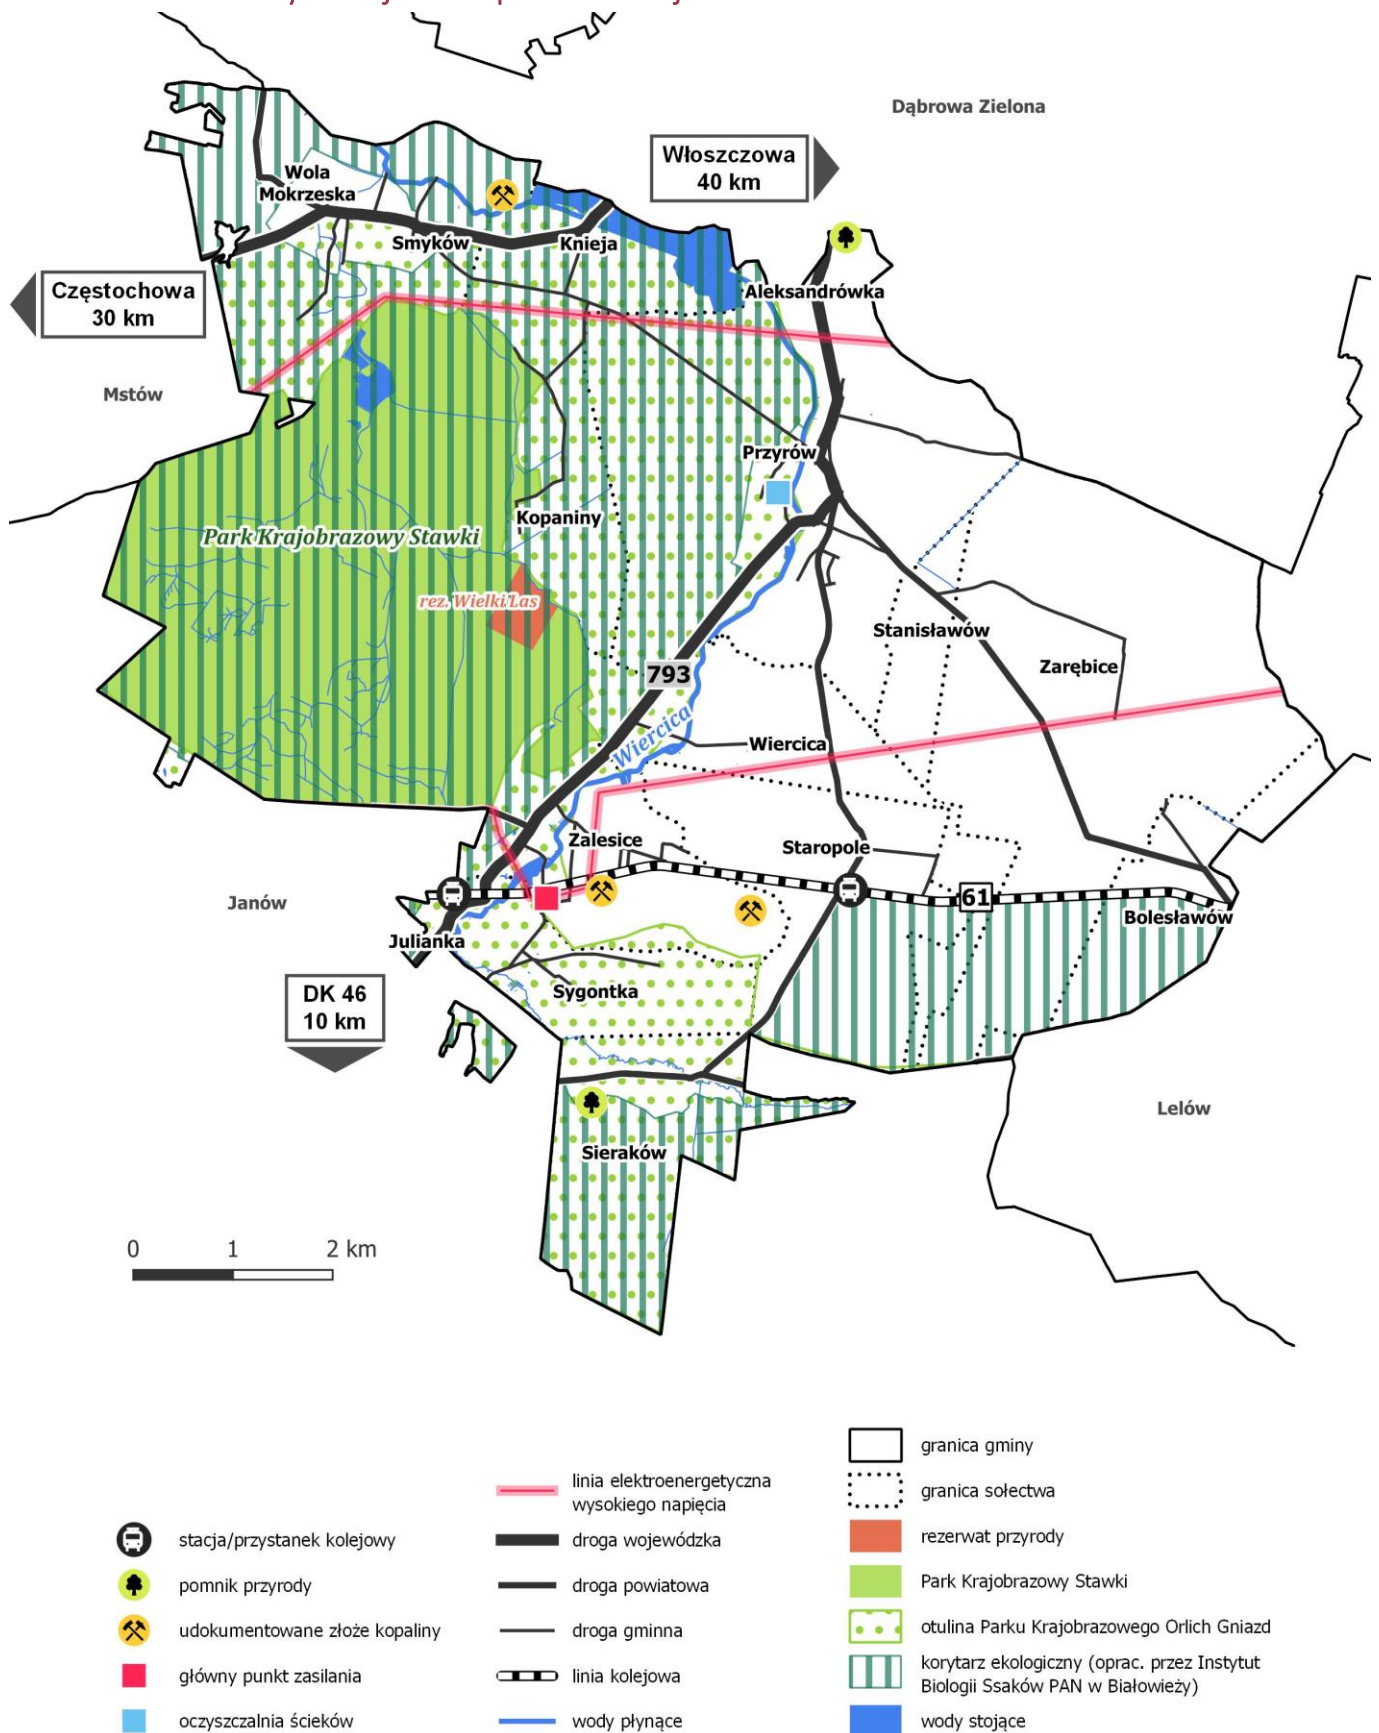 Dąbrowa Zielona
Włoszczowa
40 km
Wola
Mokrzeska
Smyków
Knieja
Częstochowa
30 km
Aleksandrówka
Mstów
Przyrów
Kopaniny
Park Krajobrazowy Stawki
rez. Wielki Las
Stanisławów
Zarębice
793
Wiercica
Wiercica
Zalesice
Staropole
Janów
61
Bolesławów
Julianka
DK 46
10 km
Sygontka
Lelów
Sieraków
0 1 2 km
stacja/przystanek kolejowy
pomnik przyrody
udokumentowane złoże kopaliny
główny punkt zasilania
oczyszczalnia ścieków
linia elektroenergetyczna
wysokiego napięcia
droga wojewódzka
droga powiatowa
droga gminna
linia kolejowa
wody płynące
granica gminy
granica sołectwa
rezerwat przyrody
Park Krajobrazowy Stawki
otulina Parku Krajobrazowego Orlich Gniazd
korytarz ekologiczny (oprac. przez Instytut
Biologii Ssaków PAN w Białowieży)
wody stojące